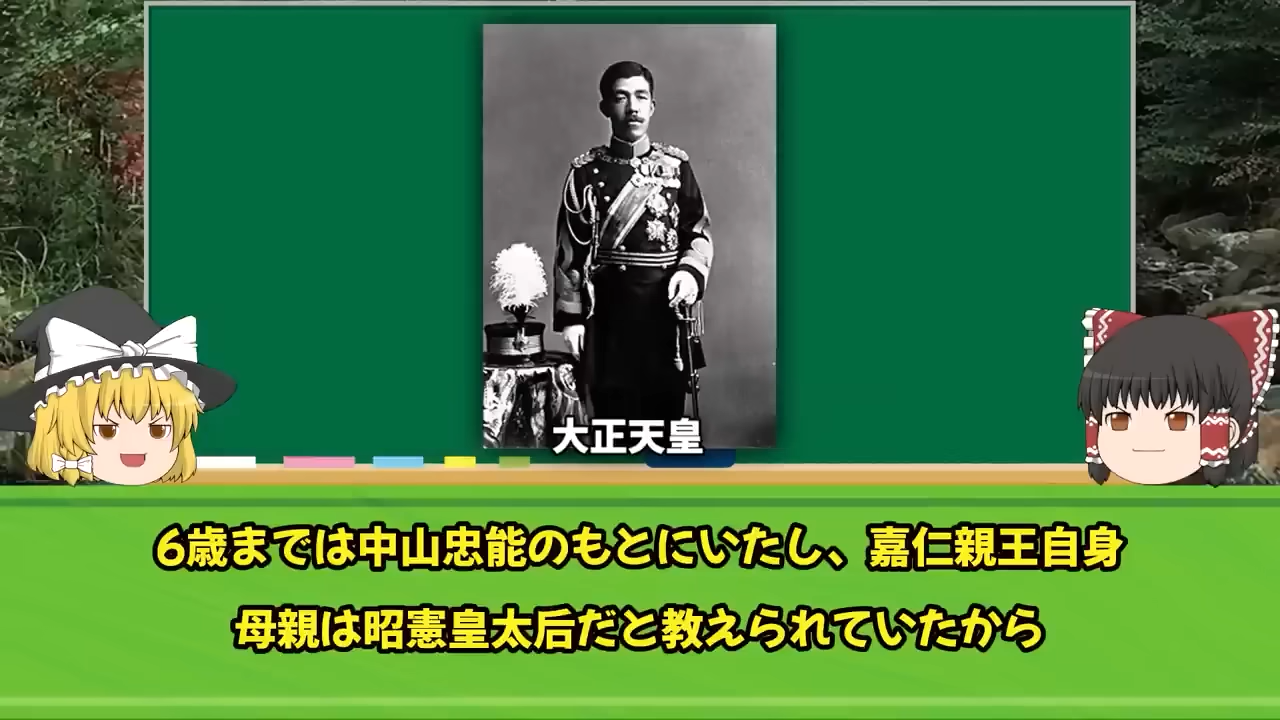 大正天皇
6歳までは中山忠能のもとにいたし、嘉仁親王自身
母親は昭憲皇太后だと教えられていたから